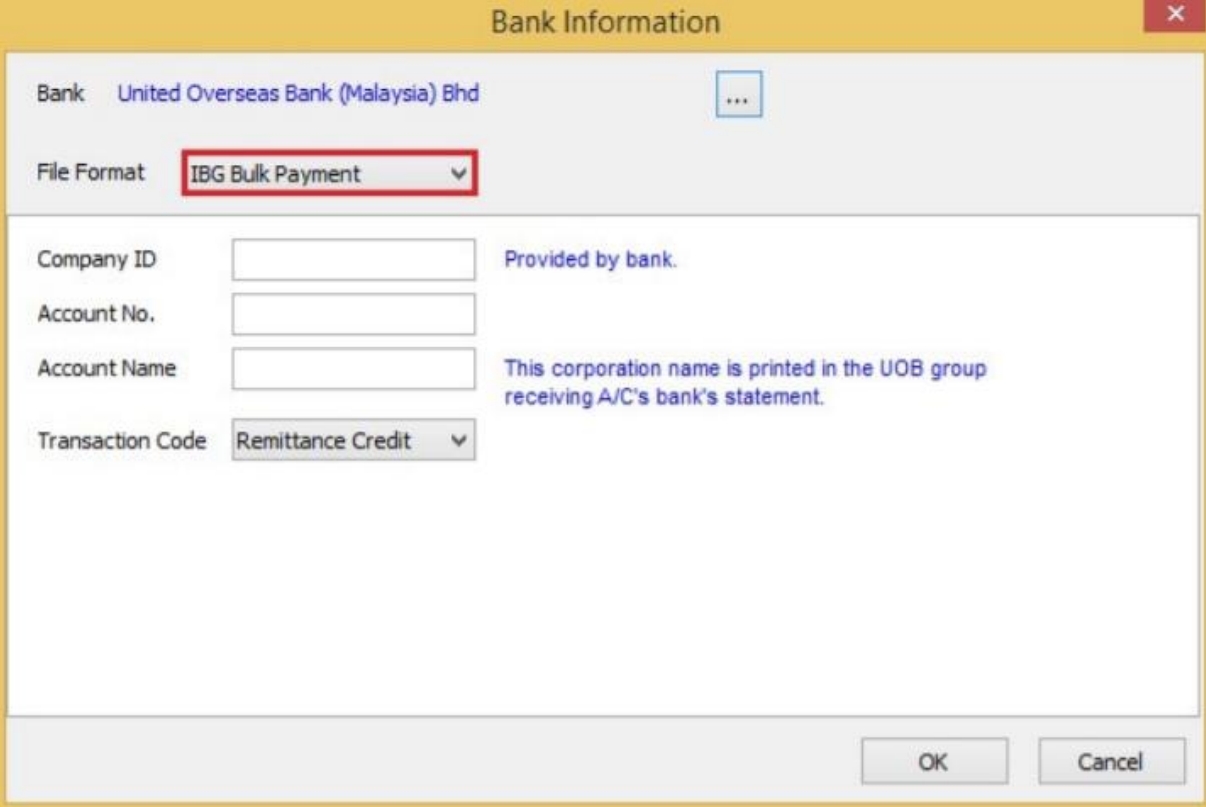 Bank Information
Bank United Overseas Bank (Malaysia) Bhd ...
File Format IBG Bulk Payment
Company ID Provided by bank.
Account No.
Account Name This corporation name is printed in the UOB group
receiving A/C's bank's statement.
Transaction Code Remittance Credit
OK Cancel